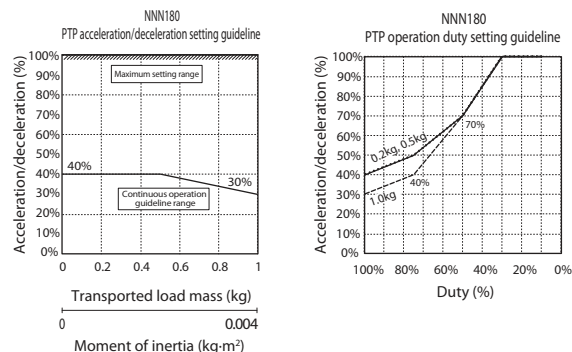 NNN180
PTP acceleration/deceleration setting guideline
Acceleration/deceleration (%)
100%
90%
80%
70%
60%
50%
40%
30%
20%
10%
0%
Maximum setting range
40%
30%
Continuous operation
guideline range
0 0.2 0.4 0.6 0.8 1
Transported load mass (kg)
0 0.004
Moment of inertia (kg·m²)
NNN180
PTP operation duty setting guideline
Acceleration/deceleration (%)
100%
90%
80%
70%
60%
50%
40%
30%
20%
10%
0%
0.2kg, 0.5kg
70%
40%
1.0kg
100% 80% 60% 40% 20% 0%
Duty (%)